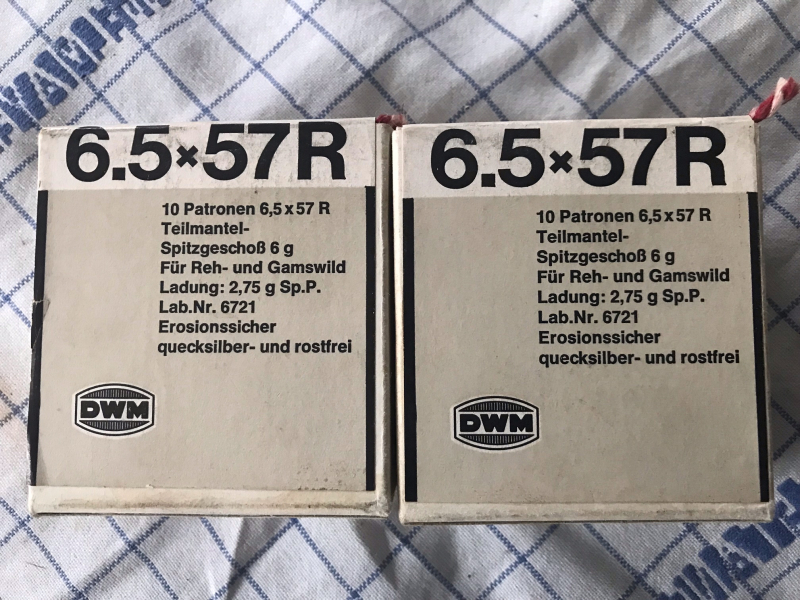 6.5×57R
10 Patronen 6,5 x 57 R
Teilmantel-
Spitzgeschoß 6 g
Für Reh- und Gamswild
Ladung: 2,75 g Sp.P.
Lab.Nr. 6721
Erosionssicher
quecksilber- und rostfrei
DWM
6.5×57R
10 Patronen 6,5 x 57 R
Teilmantel-
Spitzgeschoß 6 g
Für Reh- und Gamswild
Ladung: 2,75 g Sp.P.
Lab.Nr. 6721
Erosionssicher
quecksilber- und rostfrei
DWM